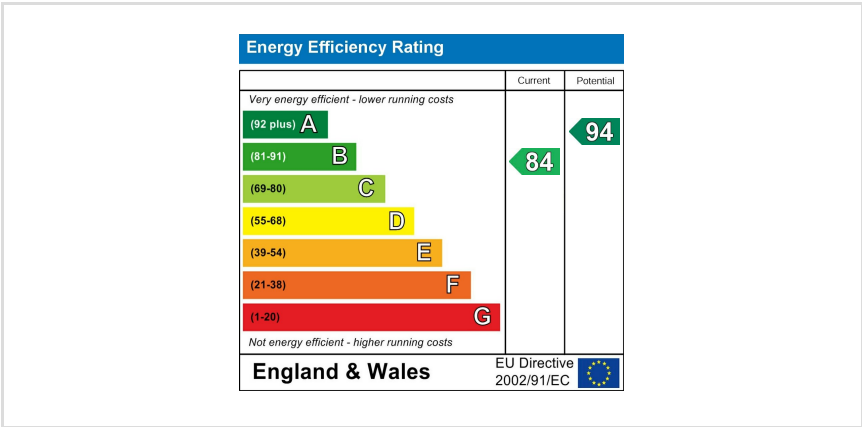 Energy Efficiency Rating
Current Potential
Very energy efficient - lower running costs
(92 plus) A
94
(81-91) B
84
(69-80) C
(55-68) D
(39-54) E
(21-38) F
(1-20) G
Not energy efficient - higher running costs
England & Wales
EU Directive
2002/91/EC